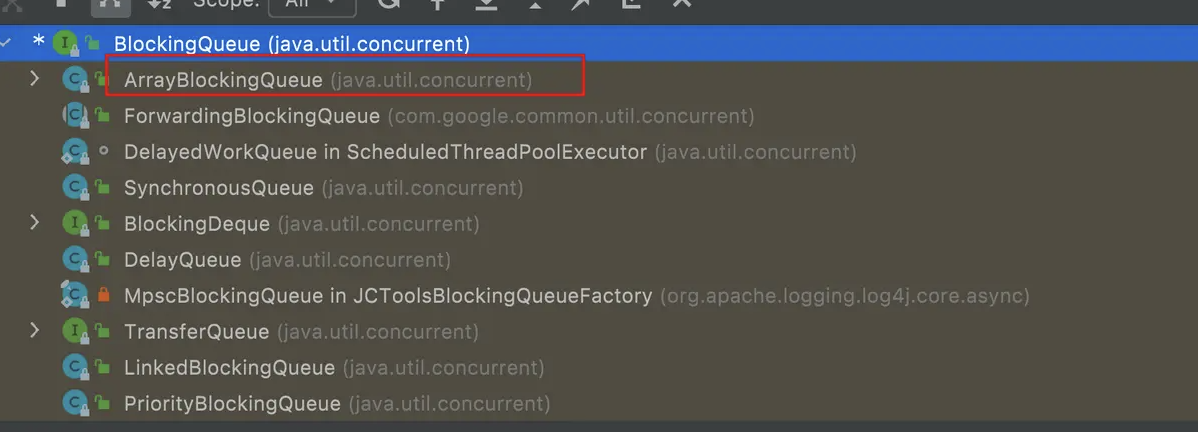 Scope: All
* BlockingQueue (java.util.concurrent)
ArrayBlockingQueue (java.util.concurrent)
ForwardingBlockingQueue (com.google.common.util.concurrent)
DelayedWorkQueue in ScheduledThreadPoolExecutor (java.util.concurrent)
SynchronousQueue (java.util.concurrent)
BlockingDeque (java.util.concurrent)
DelayQueue (java.util.concurrent)
MpscBlockingQueue in JCToolsBlockingQueueFactory (org.apache.logging.log4j.core.async)
TransferQueue (java.util.concurrent)
LinkedBlockingQueue (java.util.concurrent)
PriorityBlockingQueue (java.util.concurrent)